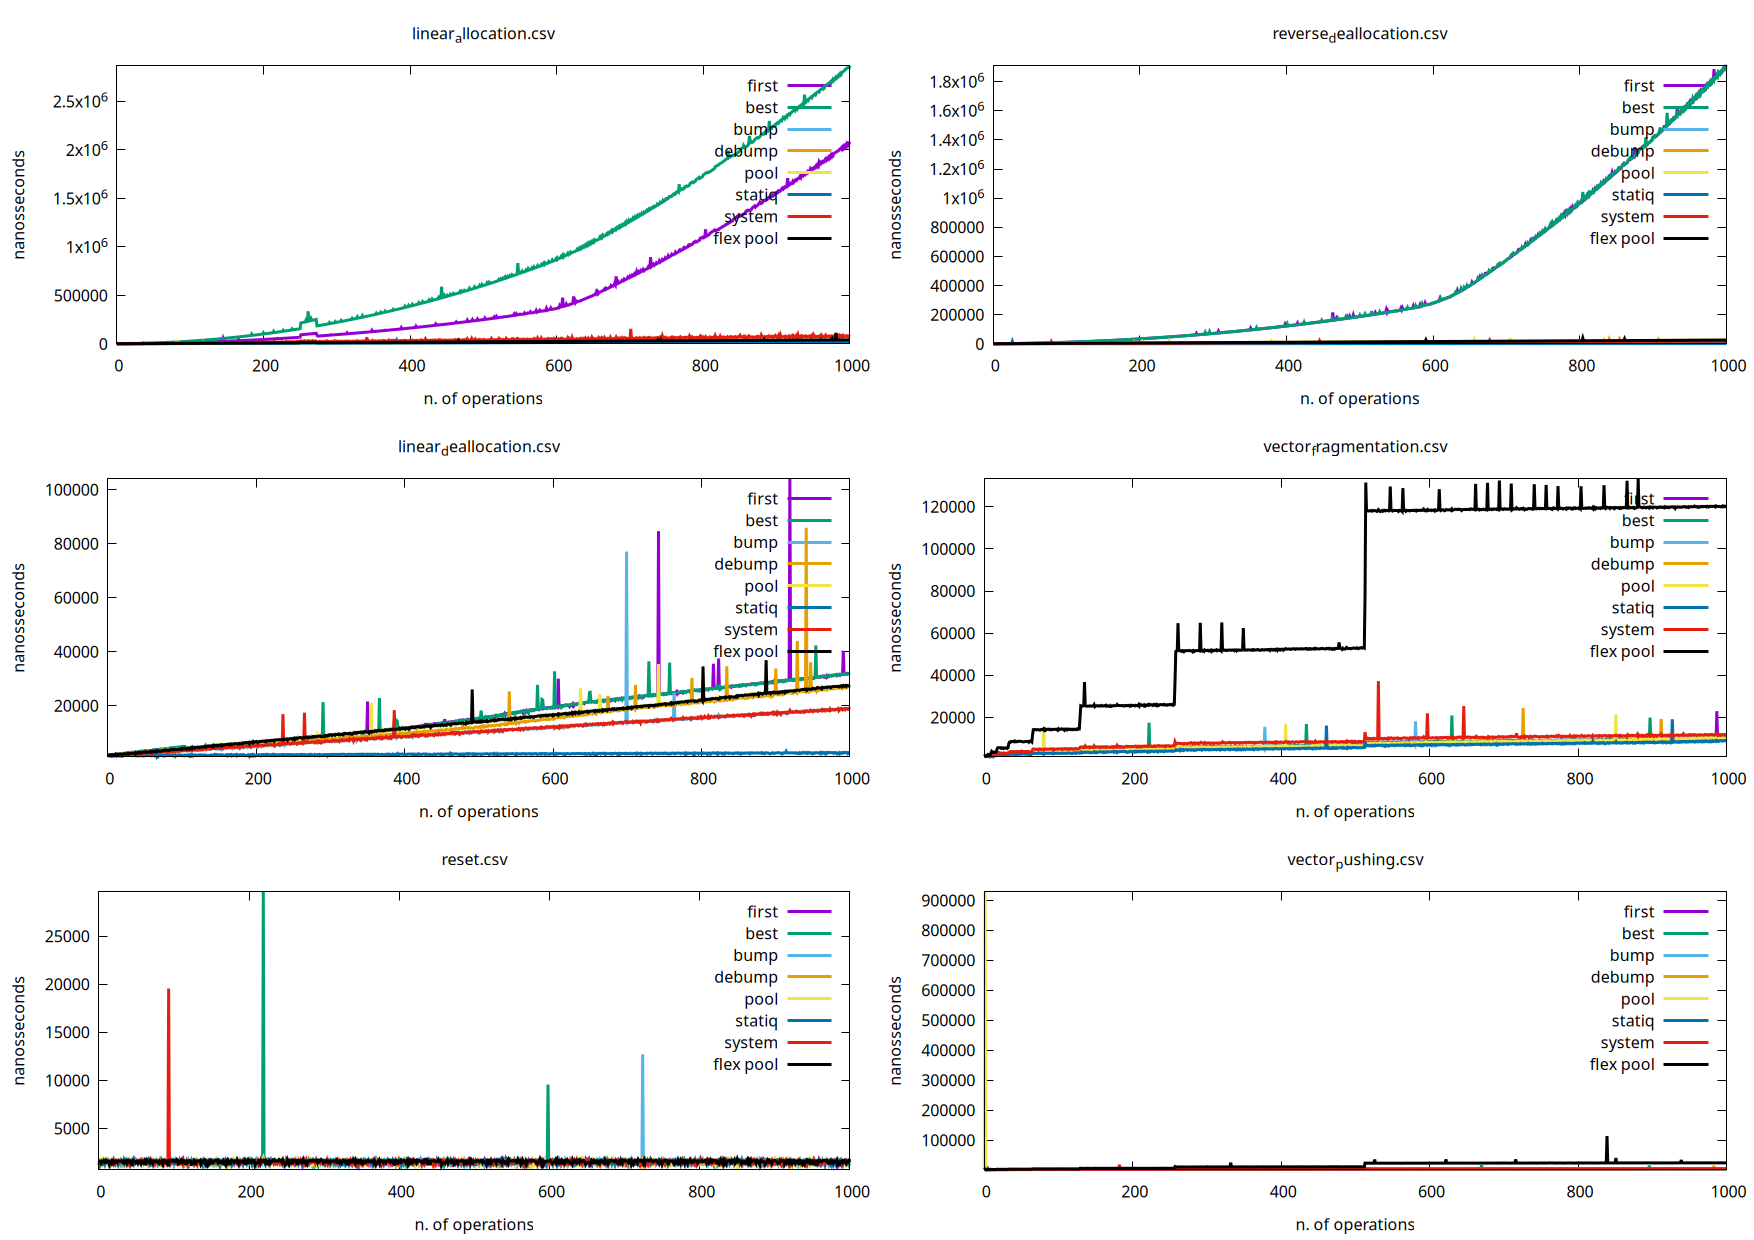 linear_allocation.csv
nanosseconds
2.5x10^6
2x10^6
1.5x10^6
1x10^6
500000
0
first
best
bump
debump
pool
statiq
system
flex pool
0 200 400 600 800 1000
n. of operations
reverse_deallocation.csv
nanosseconds
1.8x10^6
1.6x10^6
1.4x10^6
1.2x10^6
1x10^6
800000
600000
400000
200000
0
first
best
bump
debump
pool
statiq
system
flex pool
0 200 400 600 800 1000
n. of operations
linear_deallocation.csv
nanosseconds
100000
80000
60000
40000
20000
first
best
bump
debump
pool
statiq
system
flex pool
0 200 400 600 800 1000
n. of operations
vector_fragmentation.csv
nanosseconds
120000
100000
80000
60000
40000
20000
first
best
bump
debump
pool
statiq
system
flex pool
0 200 400 600 800 1000
n. of operations
reset.csv
nanosseconds
25000
20000
15000
10000
5000
first
best
bump
debump
pool
statiq
system
flex pool
0 200 400 600 800 1000
n. of operations
vector_pushing.csv
nanosseconds
900000
800000
700000
600000
500000
400000
300000
200000
100000
first
best
bump
debump
pool
statiq
system
flex pool
0 200 400 600 800 1000
n. of operations